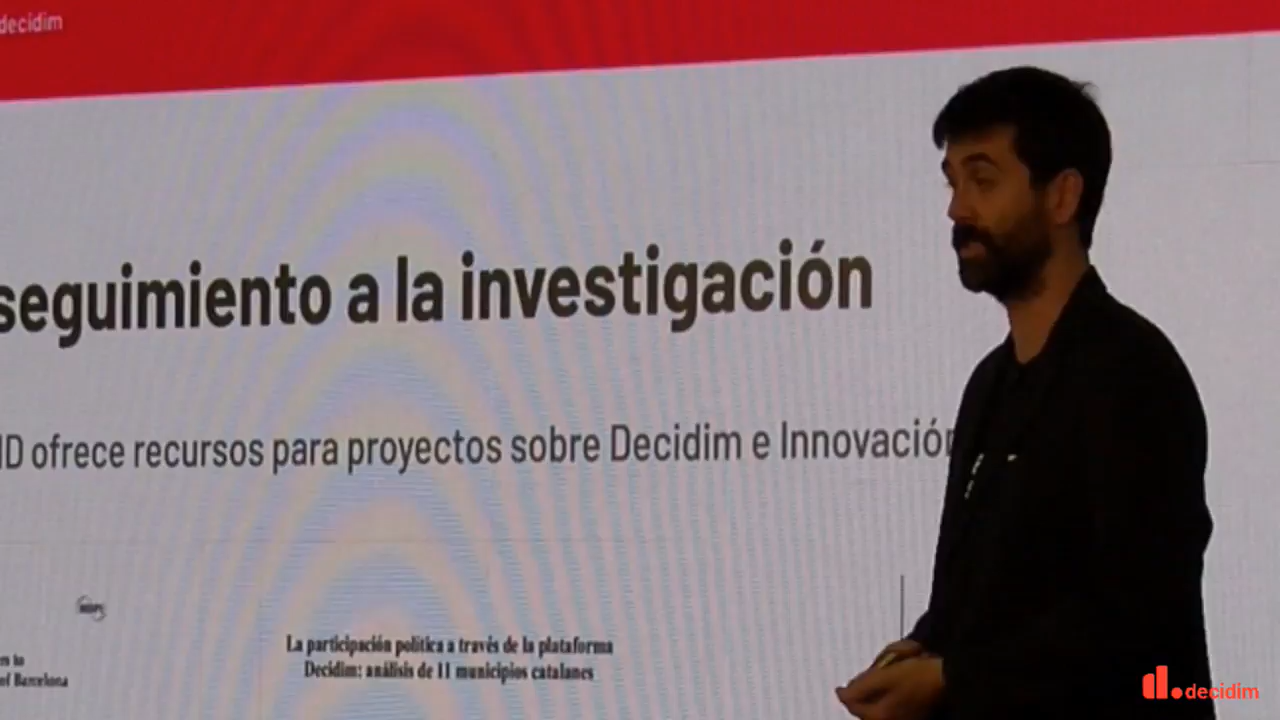 decidim
seguimiento a la investigación
ID ofrece recursos para proyectos sobre Decidim e Innovación
La participación política a través de la plataforma
Decidim: análisis de 11 municipios catalanes
of Barcelona
decidim